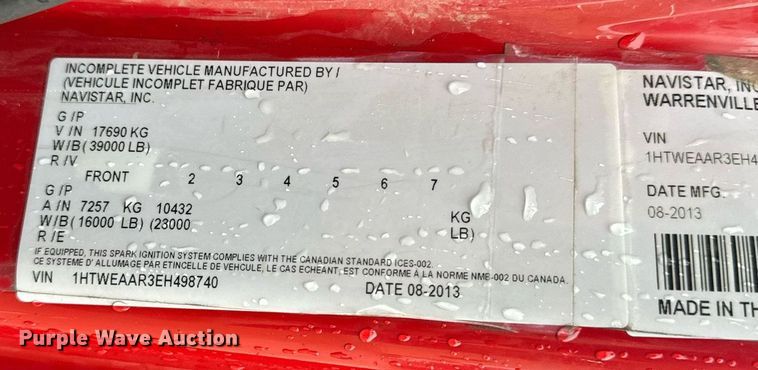 INCOMPLETE VEHICLE MANUFACTURED BY /
(VEHICULE INCOMPLET FABRIQUE PAR)
NAVISTAR, INC.
G /P
V /N 17690 KG
W/B( 39000 LB)
R /V
FRONT 2 3 4 5 6 7
G /P
A /N 7257 KG 10432 KG
W/B( 16000 LB) (23000 LB)
R /E
IF EQUIPPED, THIS SPARK IGNITION SYSTEM COMPLIES WITH THE CANADIAN STANDARD ICES-002.
CE SYSTEME D'ALLUMAGE PAR ETINCELLE DE VEHICULE, LE CAS ECHEANT, EST CONFORME A LA NORME NMB-002 DU CANADA.
VIN 1HTWEAAR3EH498740 DATE 08-2013
NAVISTAR, INC
WARRENVILLE
VIN
1HTWEAAR3EH4
DATE MFG.
08-2013
MADE IN TH
Purple Wave Auction